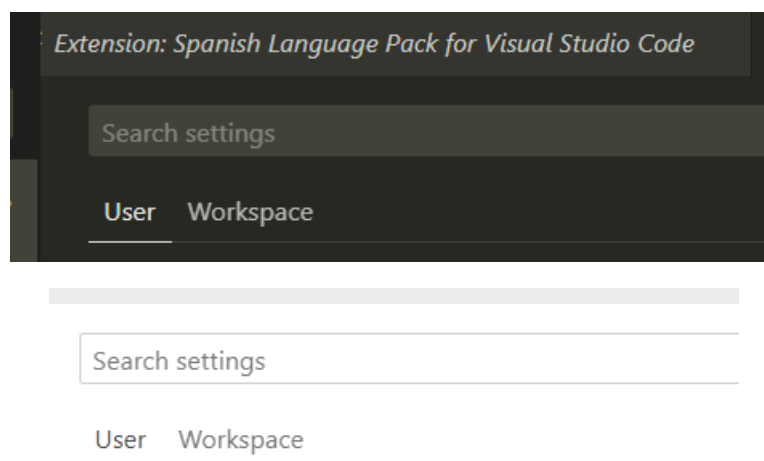 Extension: Spanish Language Pack for Visual Studio Code
Search settings
User Workspace
Search settings
User Workspace